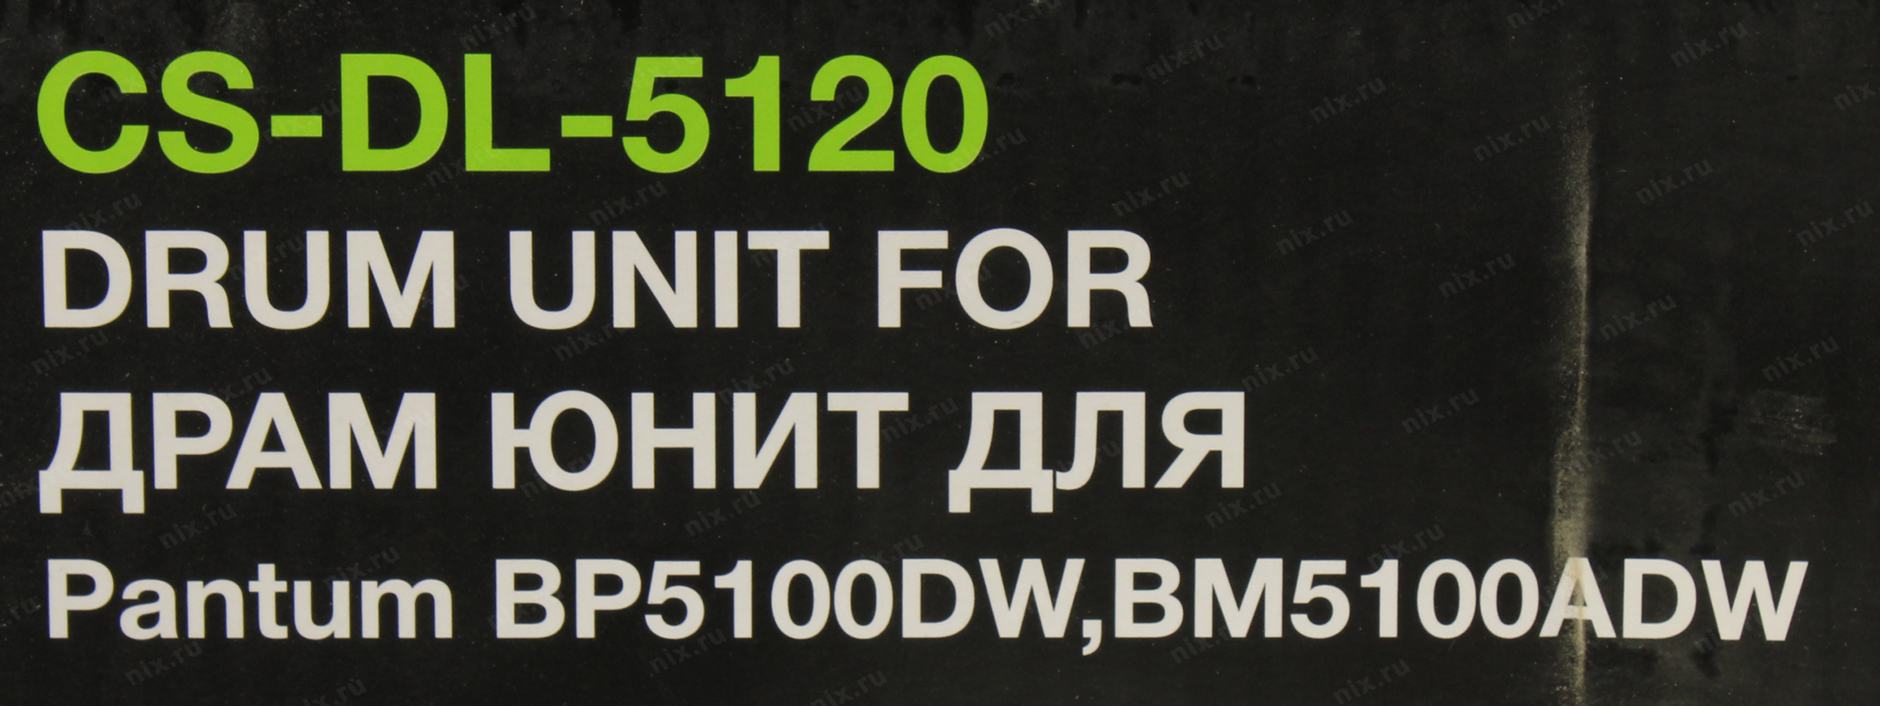 CS-DL-5120
DRUM UNIT FOR
ДРАМ ЮНИТ ДЛЯ
Pantum BP5100DW,BM5100ADW